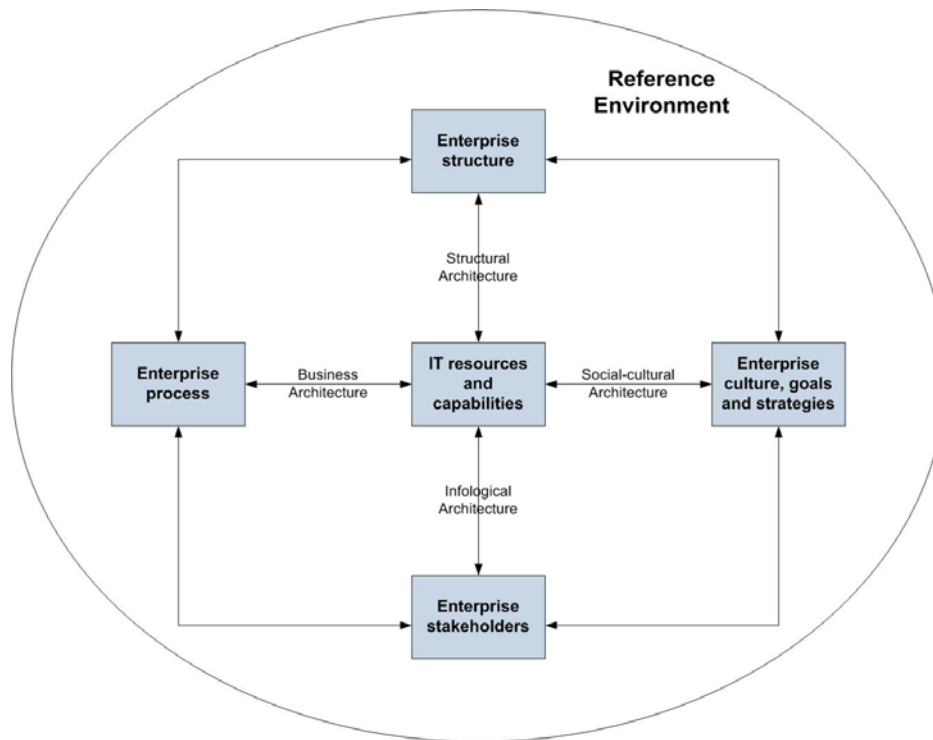 Reference
Environment
Enterprise
structure
Structural
Architecture
Enterprise
process
Business
Architecture
IT resources
and
capabilities
Social-cultural
Architecture
Enterprise
culture, goals
and strategies
Infological
Architecture
Enterprise
stakeholders